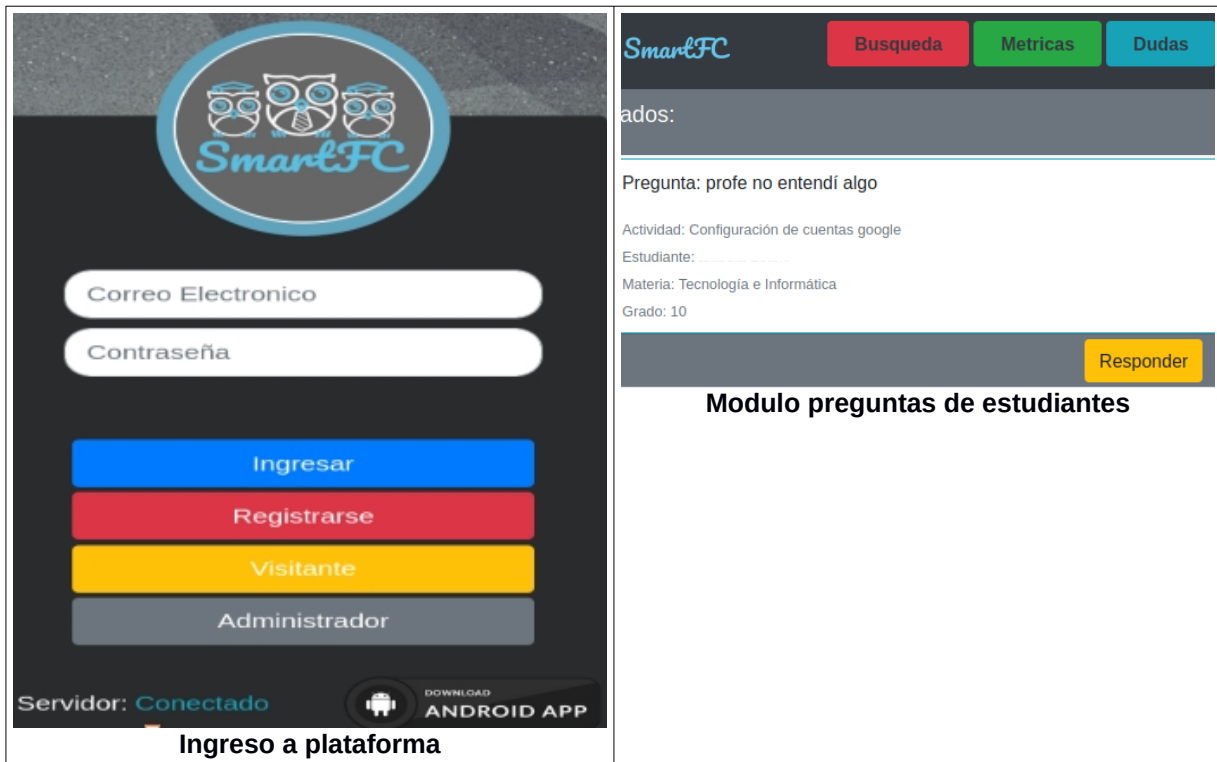 SmartFC
Correo Electronico
Contraseña
Ingresar
Registrarse
Visitante
Administrador
Servidor: Conectado
DOWNLOAD
ANDROID APP
Ingreso a plataforma
SmartFC Busqueda Metricas Dudas
ados:
Pregunta: profe no entendí algo
Actividad: Configuración de cuentas google
Estudiante:
Materia: Tecnología e Informática
Grado: 10
Responder
Modulo preguntas de estudiantes